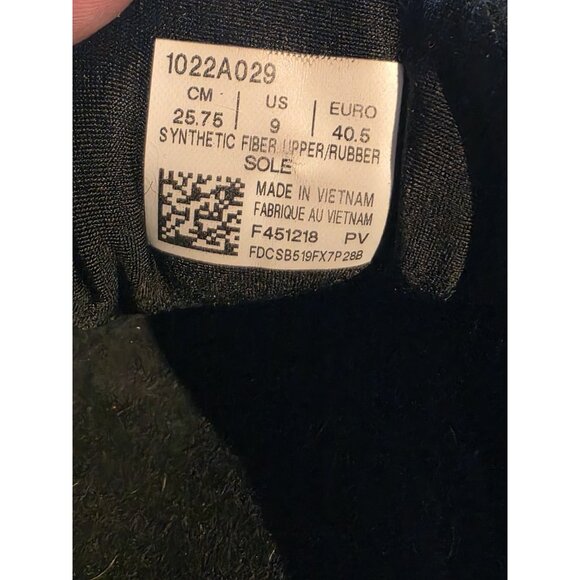 1022A029
CM US EURO
25.75 9 40.5
SYNTHETIC FIBER UPPER/RUBBER
SOLE
MADE IN VIETNAM
FABRIQUE AU VIETNAM
F451218 PV
FDCSB519FX7P28B